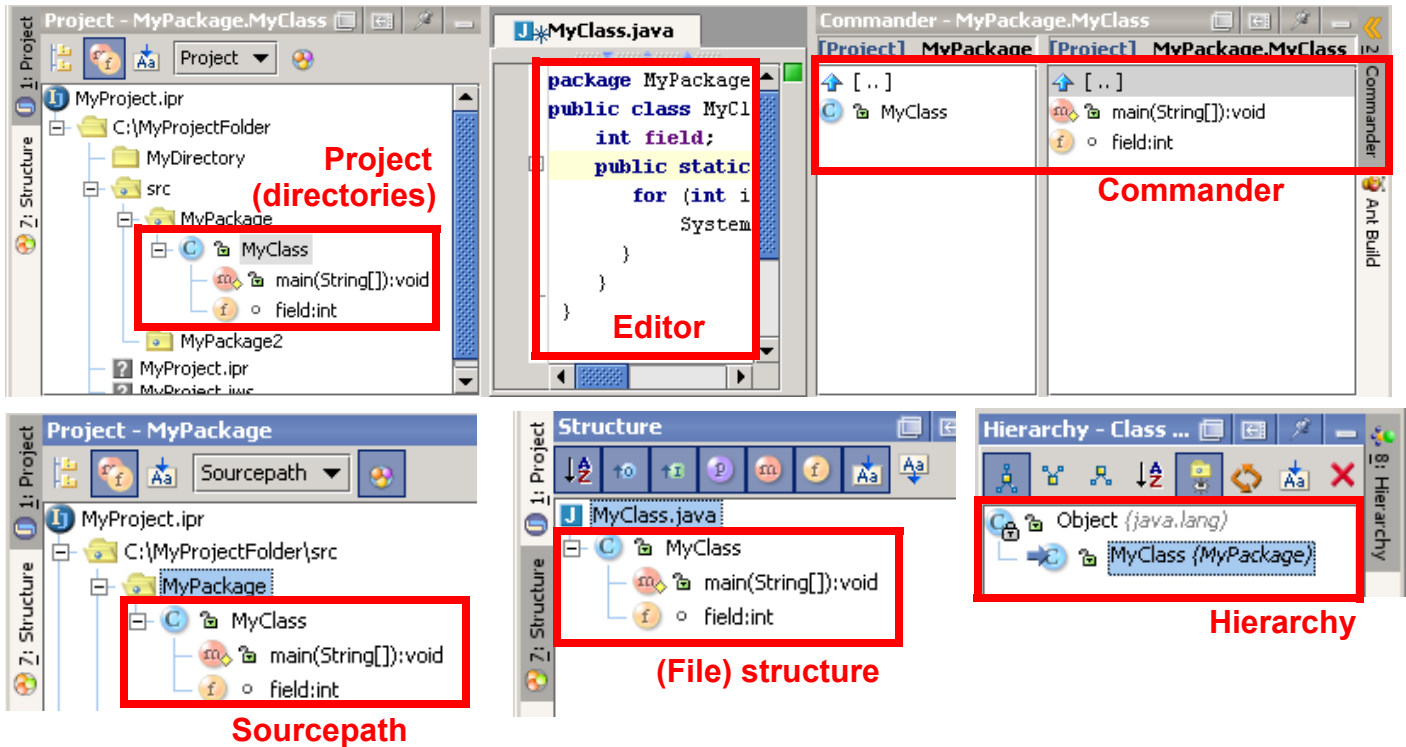 1: Project
7: Structure
Project - MyPackage.MyClass
Project
MyProject.ipr
C:\MyProjectFolder
MyDirectory
src
MyPackage
MyClass
main(String[]):void
field:int
MyPackage2
MyProject.ipr
MyProject.iws
Project
(directories)
MyClass.java
package MyPackage
public class MyCl
int field;
public static
for (int i
System
}
}
}
Editor
Commander - MyPackage.MyClass
[Project] MyPackage
[..]
MyClass
[Project] MyPackage.MyClass
[..]
main(String[]):void
field:int
Commander
2 Commander
Ant Build
1: Project
7: Structure
Project - MyPackage
Sourcepath
MyProject.ipr
C:\MyProjectFolder\src
MyPackage
MyClass
main(String[]):void
field:int
Sourcepath
1: Project
7: Structure
Structure
MyClass.java
MyClass
main(String[]):void
field:int
(File) structure
Hierarchy - Class ...
Object (java.lang)
MyClass (MyPackage)
8: Hierarchy
Hierarchy